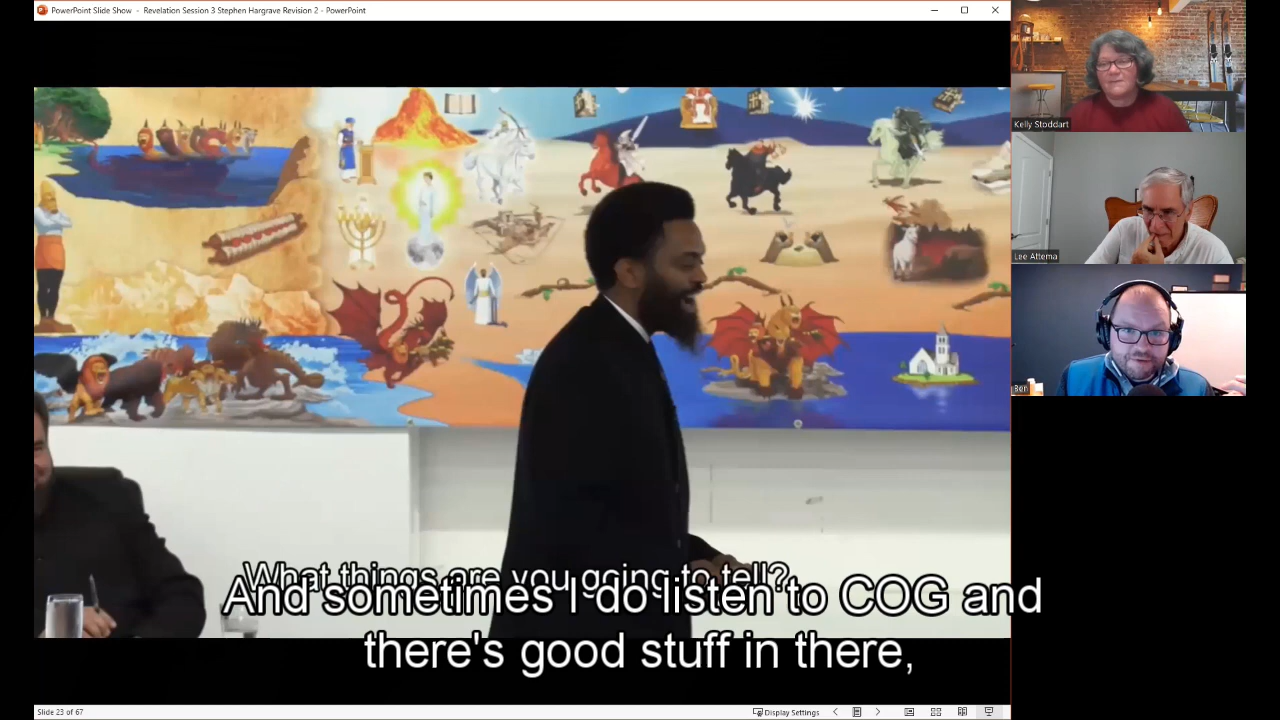 PowerPoint Slide Show - Revelation Session 3 Stephen Hargrave Revision 2 - PowerPoint
Kelly Stoddart
Lee Attema
Ben
What things are you going to tell?
And sometimes I do listen to COG and
there's good stuff in there,
Slide 23 of 67
Display Settings